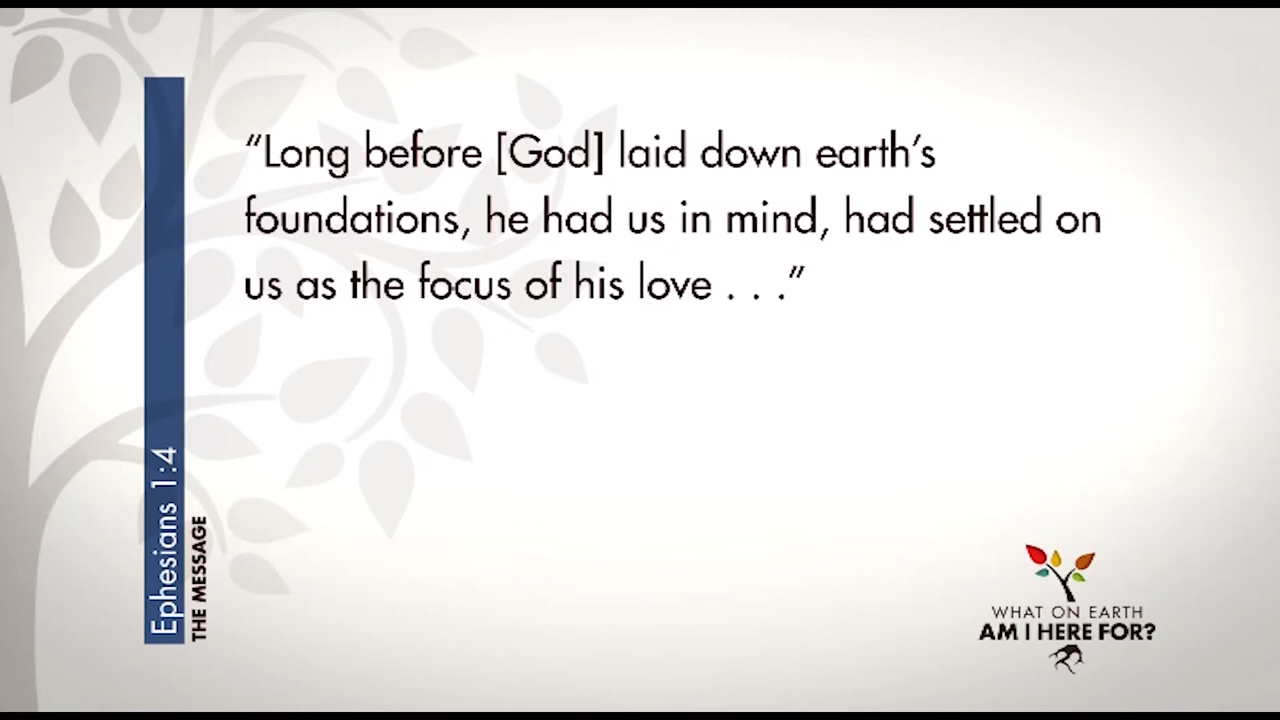 “Long before [God] laid down earth’s
foundations, he had us in mind, had settled on
us as the focus of his love . . .”
Ephesians 1:4
THE MESSAGE
WHAT ON EARTH
AM I HERE FOR?